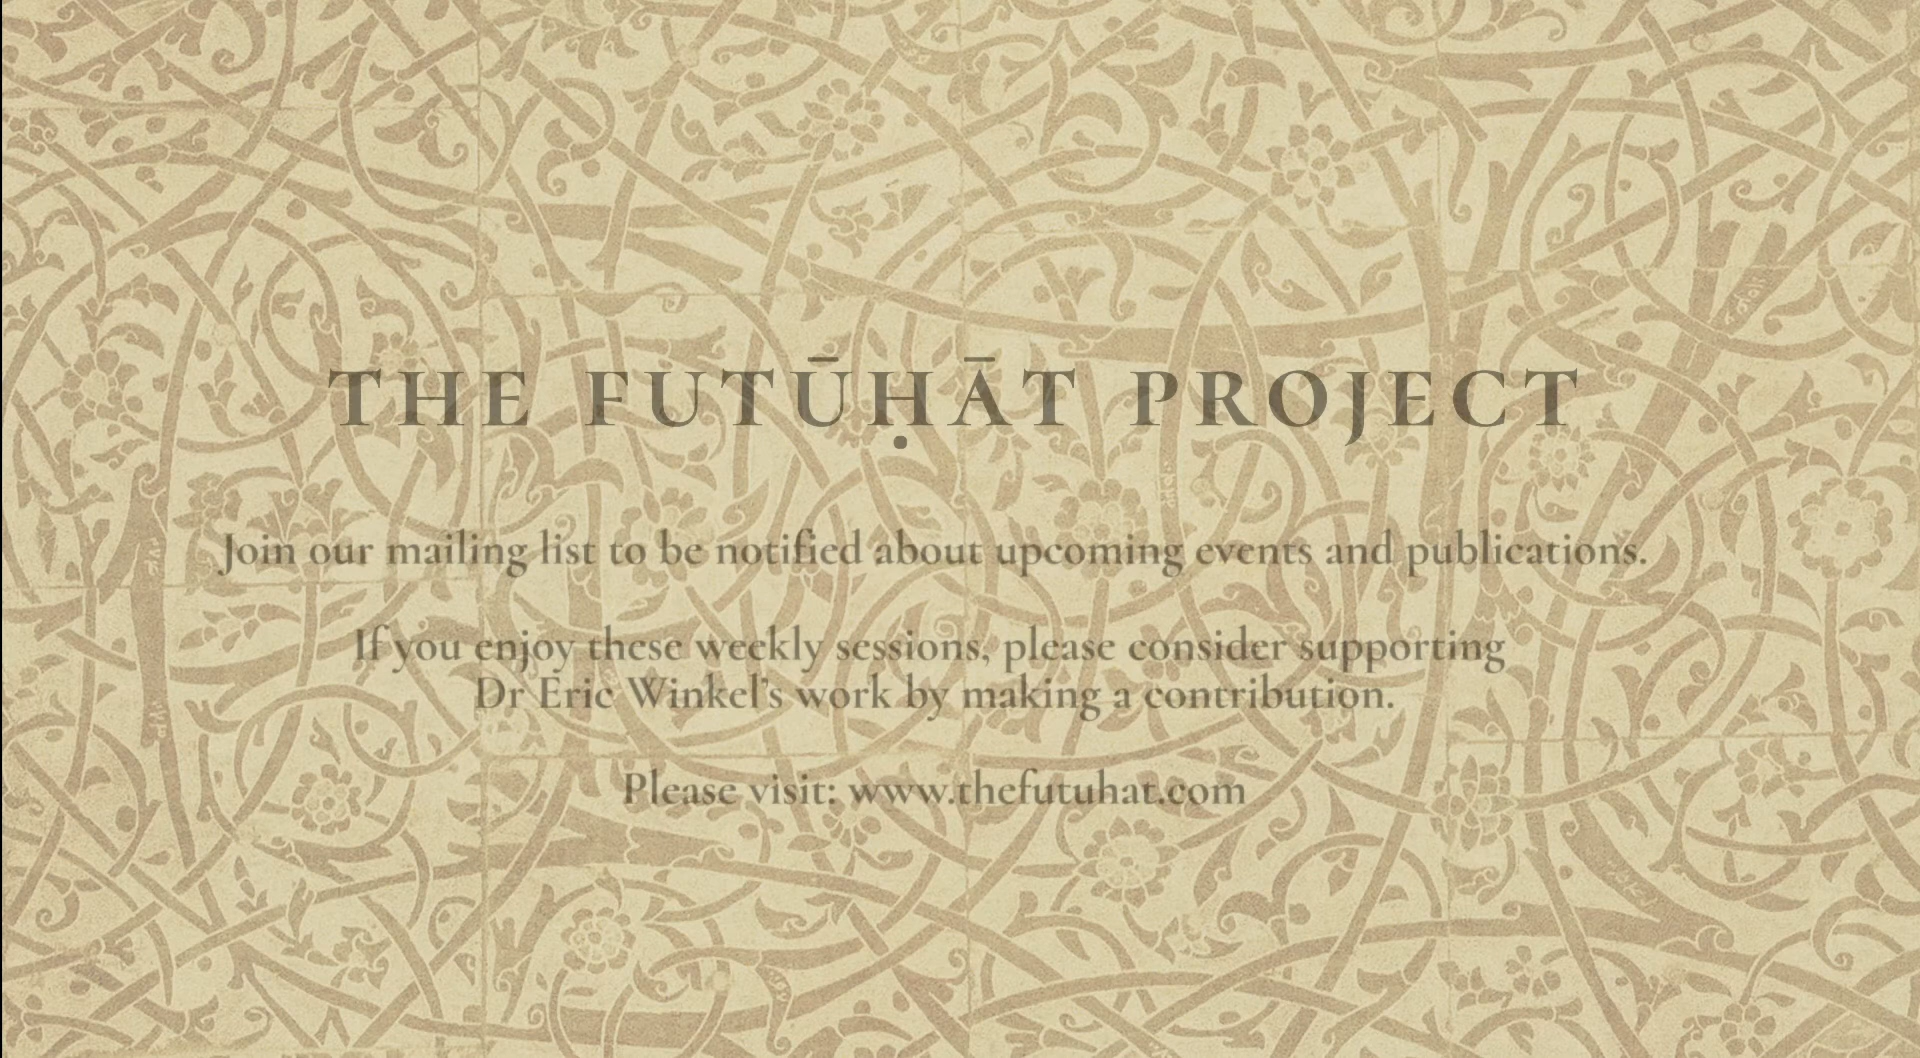 THE FUTŪḤĀT PROJECT
Join our mailing list to be notified about upcoming events and publications.
If you enjoy these weekly sessions, please consider supporting
Dr Eric Winkel's work by making a contribution.
Please visit: www.thefutuhat.com